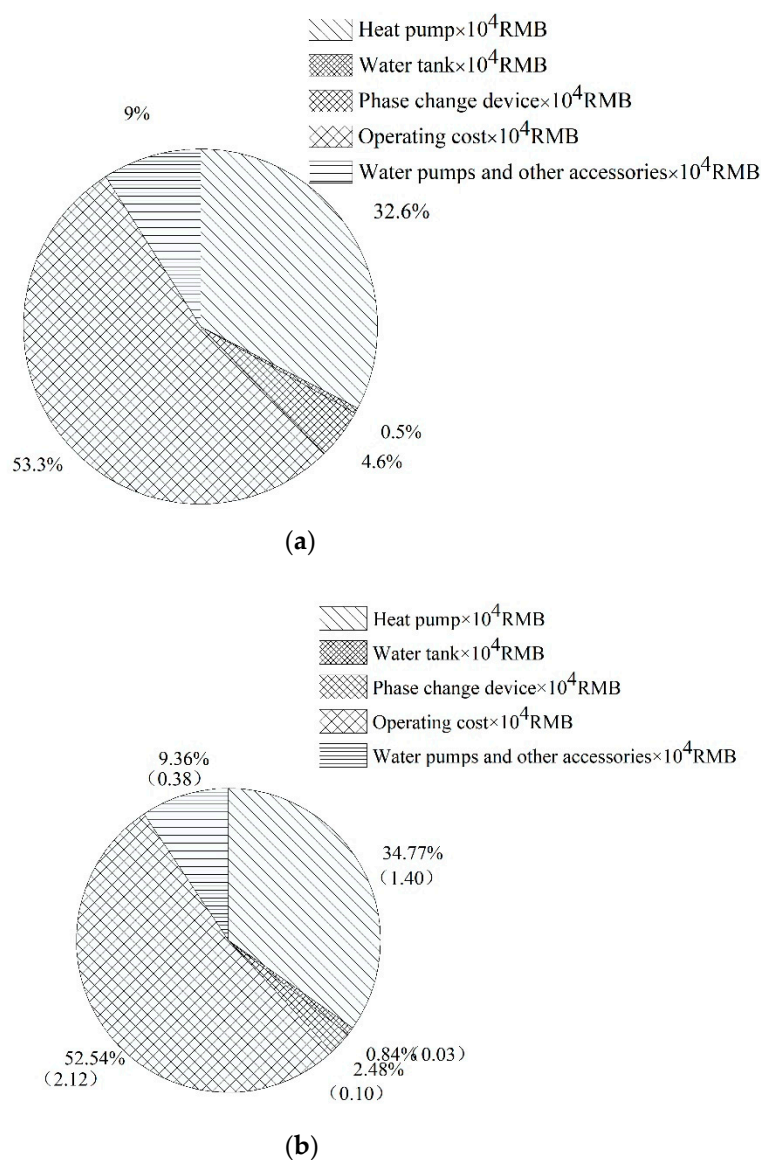 Heat pump×10⁴RMB
Water tank×10⁴RMB
Phase change device×10⁴RMB
Operating cost×10⁴RMB
Water pumps and other accessories×10⁴RMB
9%
32.6%
0.5%
4.6%
53.3%
(a)
Heat pump×10⁴RMB
Water tank×10⁴RMB
Phase change device×10⁴RMB
Operating cost×10⁴RMB
Water pumps and other accessories×10⁴RMB
9.36%
(0.38)
34.77%
(1.40)
0.84%(0.03)
2.48%
(0.10)
52.54%
(2.12)
(b)